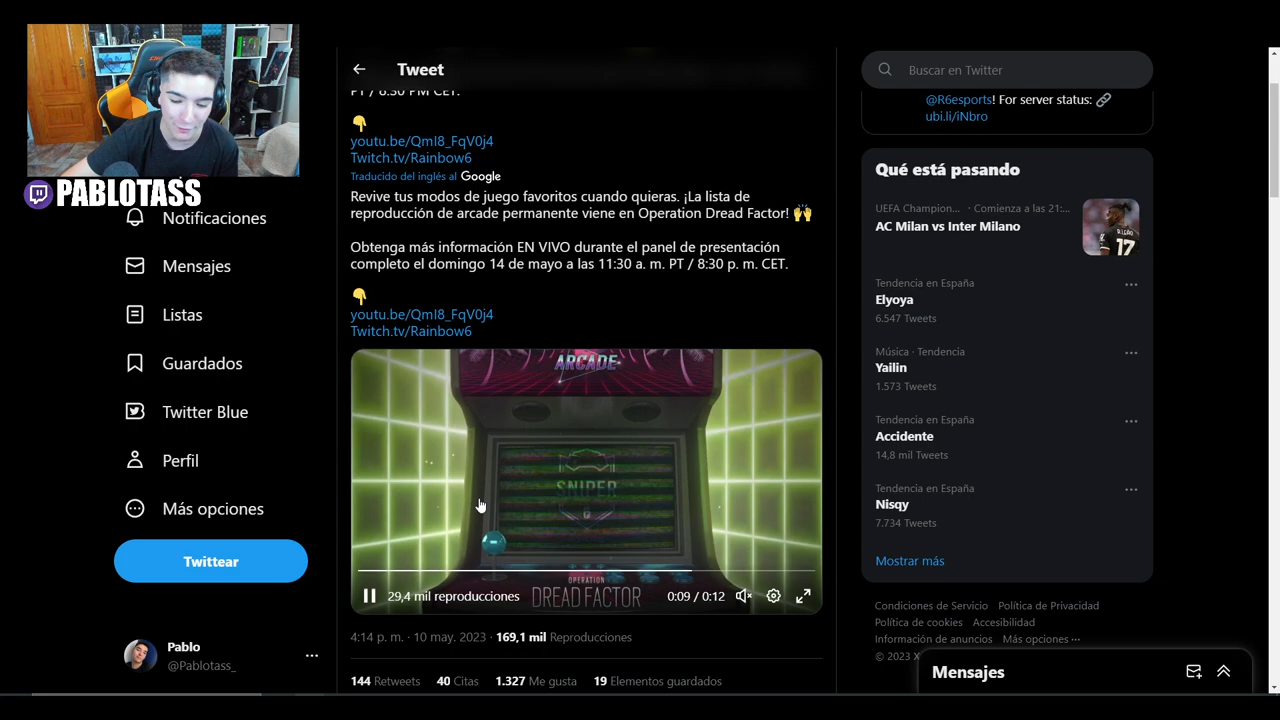 PABLOTASS
Notificaciones
Mensajes
Listas
Guardados
Twitter Blue
Perfil
Más opciones
Twittear
Pablo
@Pablotass_
Tweet
PT / 8:30 PM CET.
👇
youtu.be/QmI8_FqV0j4
Twitch.tv/Rainbow6
Traducido del inglés al Google
Revive tus modos de juego favoritos cuando quieras. ¡La lista de
reproducción de arcade permanente viene en Operation Dread Factor! 🙌
Obtenga más información EN VIVO durante el panel de presentación
completo el domingo 14 de mayo a las 11:30 a. m. PT / 8:30 p. m. CET.
👇
youtu.be/QmI8_FqV0j4
Twitch.tv/Rainbow6
ARCADE
SNIPER
OPERATION
DREAD FACTOR
29,4 mil reproducciones
0:09 / 0:12
4:14 p. m. · 10 may. 2023 · 169,1 mil Reproducciones
144 Retweets 40 Citas 1.327 Me gusta 19 Elementos guardados
Buscar en Twitter
@R6esports! For server status: 🔗
ubi.li/iNbro
Qué está pasando
UEFA Champion... · Comienza a las 21:...
AC Milan vs Inter Milano
17
Tendencia en España
Elyoya
6.547 Tweets
Música · Tendencia
Yailin
1.573 Tweets
Tendencia en España
Accidente
14,8 mil Tweets
Tendencia en España
Nisqy
7.734 Tweets
Mostrar más
Condiciones de Servicio Política de Privacidad
Política de cookies Accesibilidad
Información de anuncios Más opciones ···
© 2023 X
Mensajes